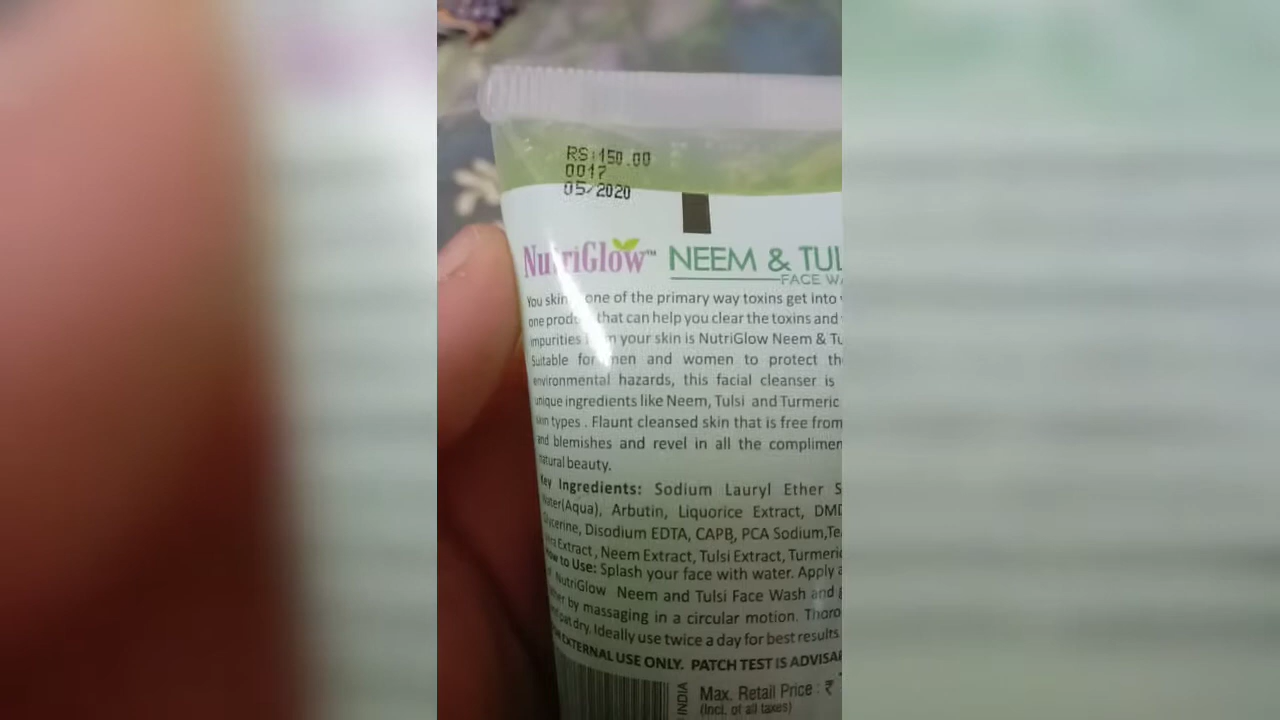 RS:150.00
0017
05/2020
NutriGlow™ NEEM & TUL
FACE WA
You skin one of the primary way toxins get into
one that can help you clear the toxins and
impurities your skin is NutriGlow Neem & Tu
Suitable for men and women to protect the
environmental hazards, this facial cleanser is
unique ingredients like Neem, Tulsi and Turmeric
skin types . Flaunt cleansed skin that is free from
and blemishes and revel in all the complimen
natural beauty.
Key Ingredients: Sodium Lauryl Ether S
Water(Aqua), Arbutin, Liquorice Extract, DMD
Glycerine, Disodium EDTA, CAPB, PCA Sodium,Te
Extract, Neem Extract, Tulsi Extract, Turmeric
How to Use: Splash your face with water. Apply a
NutriGlow Neem and Tulsi Face Wash and g
by massaging in a circular motion. Thoro
pat dry. Ideally use twice a day for best results.
EXTERNAL USE ONLY. PATCH TEST IS ADVISA
INDIA
Max. Retail Price : ₹
(Incl. of all taxes)